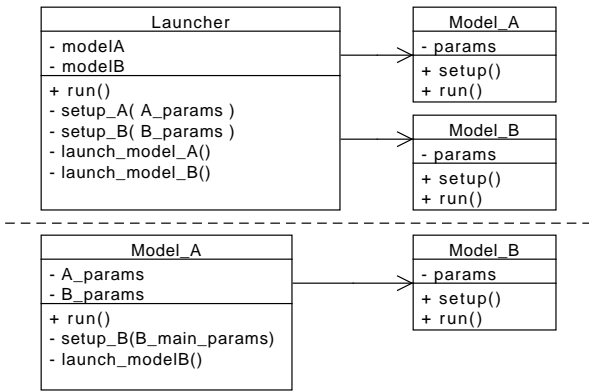 Launcher
- modelA
- modelB
+ run()
- setup_A( A_params )
- setup_B( B_params )
- launch_model_A()
- launch_model_B()
Model_A
- params
+ setup()
+ run()
Model_B
- params
+ setup()
+ run()
Model_A
- A_params
- B_params
+ run()
- setup_B(B_main_params)
- launch_modelB()
Model_B
- params
+ setup()
+ run()